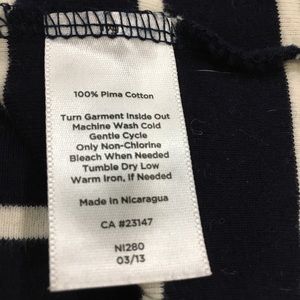 100% Pima Cotton
Turn Garment Inside Out
Machine Wash Cold
Gentle Cycle
Only Non-Chlorine
Bleach When Needed
Tumble Dry Low
Warm Iron, If Needed
Made in Nicaragua
CA #23147
N1280
03/13